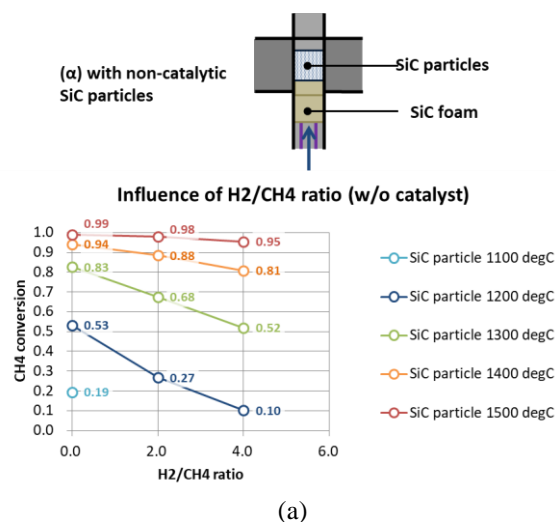 (α) with non-catalytic
SiC particles
SiC particles
SiC foam
Influence of H2/CH4 ratio (w/o catalyst)
CH4 conversion
1.0
0.9
0.8
0.7
0.6
0.5
0.4
0.3
0.2
0.1
0.0
0.99
0.98
0.95
0.94
0.88
0.81
0.83
0.68
0.52
0.53
0.27
0.10
0.19
0.0
2.0
4.0
6.0
H2/CH4 ratio
SiC particle 1100 degC
SiC particle 1200 degC
SiC particle 1300 degC
SiC particle 1400 degC
SiC particle 1500 degC
(a)